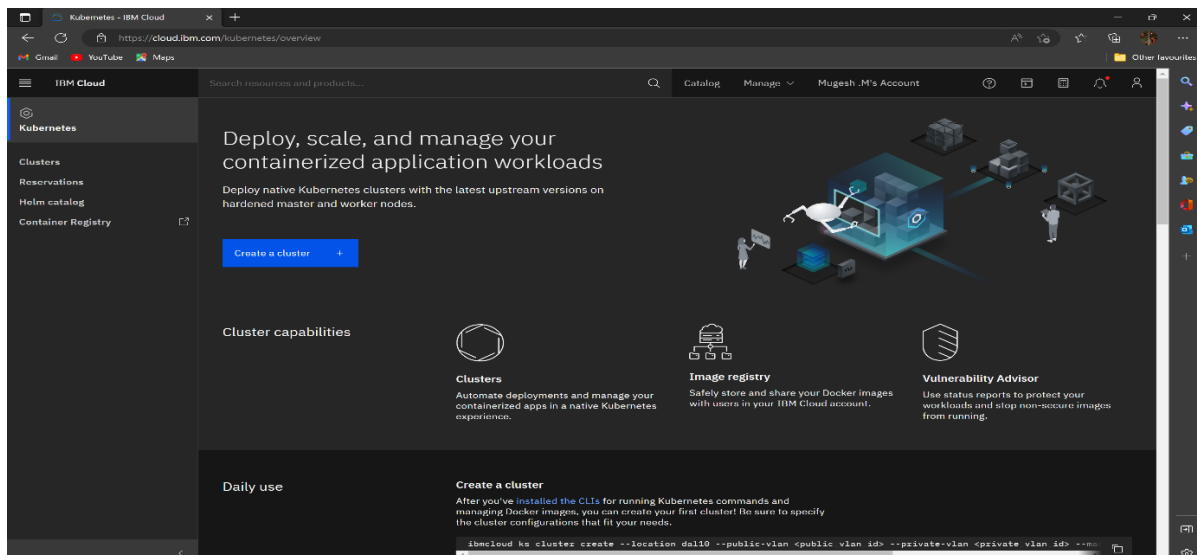 Kubernetes - IBM Cloud
https://cloud.ibm.com/kubernetes/overview
Gmail
YouTube
Maps
Other favourites
IBM Cloud
Search resources and products...
Catalog
Manage
Mugesh .M's Account
Kubernetes
Clusters
Reservations
Helm catalog
Container Registry
Deploy, scale, and manage your
containerized application workloads
Deploy native Kubernetes clusters with the latest upstream versions on
hardened master and worker nodes.
Create a cluster +
Cluster capabilities
Clusters
Automate deployments and manage your
containerized apps in a native Kubernetes
experience.
Image registry
Safely store and share your Docker images
with users in your IBM Cloud account.
Vulnerability Advisor
Use status reports to protect your
workloads and stop non-secure images
from running.
Daily use
Create a cluster
After you've installed the CLIs for running Kubernetes commands and
managing Docker images, you can create your first cluster! Be sure to specify
the cluster configurations that fit your needs.
ibmcloud ks cluster create --location dal10 --public-vlan <public vlan id> --private-vlan <private vlan id>